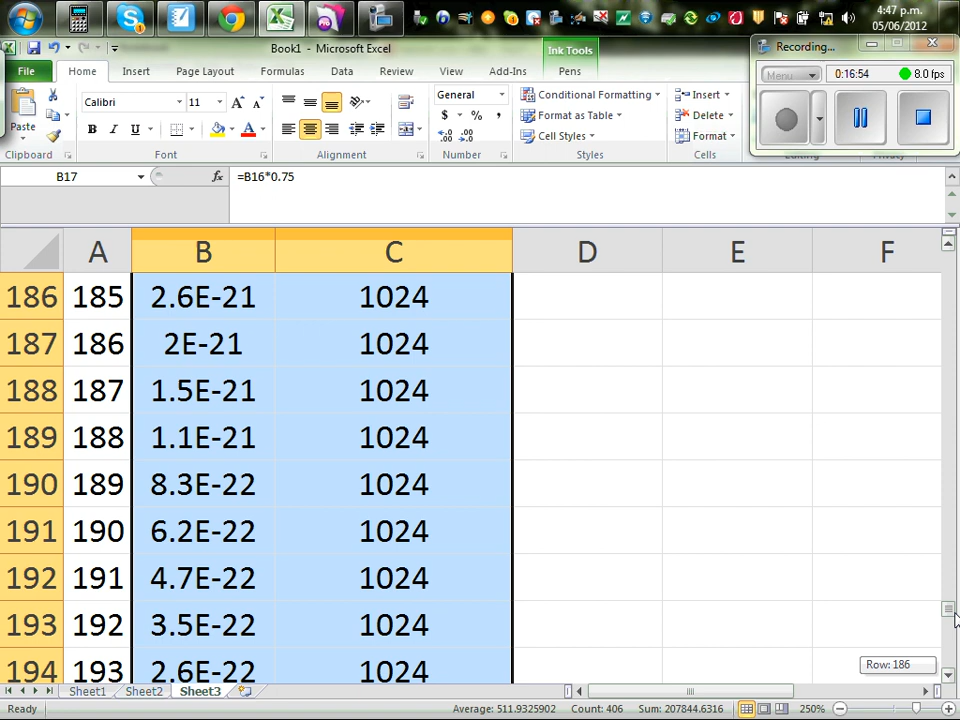 4:47 p.m.
05/06/2012
Book1 - Microsoft Excel
Ink Tools
Recording...
File Home Insert Page Layout Formulas Data Review View Add-Ins Pens
Menu 0:16:54 8.0 fps
Paste
Calibri 11
General
Conditional Formatting
Format as Table
Cell Styles
Insert
Delete
Format
Clipboard Font Alignment Number Styles Cells Editing Privacy
B17 fx =B16*0.75
A B C D E F
186 185 2.6E-21 1024
187 186 2E-21 1024
188 187 1.5E-21 1024
189 188 1.1E-21 1024
190 189 8.3E-22 1024
191 190 6.2E-22 1024
192 191 4.7E-22 1024
193 192 3.5E-22 1024
194 193 2.6E-22 1024
Row: 186
Sheet1 Sheet2 Sheet3
Ready Average: 511.9325902 Count: 406 Sum: 207844.6316 250%